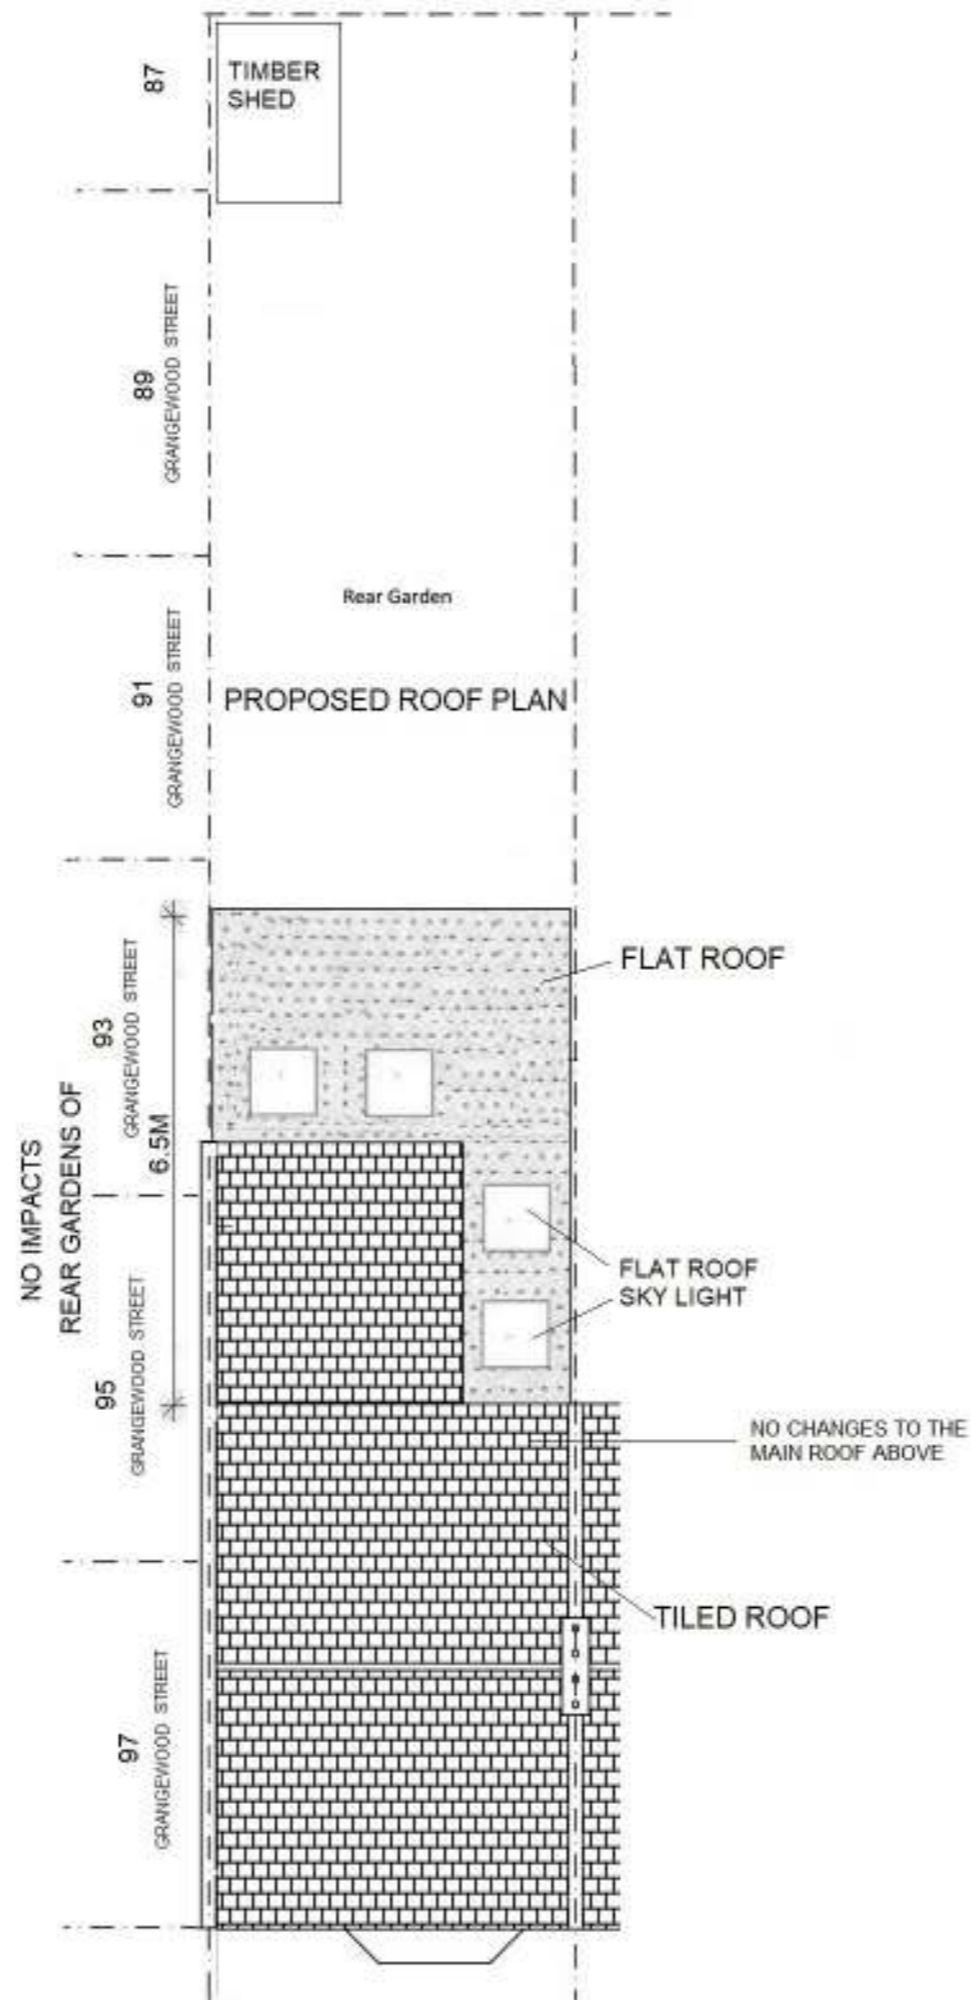 TIMBER
SHED
87
89
GRANGEWOOD STREET
Rear Garden
91
GRANGEWOOD STREET
PROPOSED ROOF PLAN
FLAT ROOF
93
GRANGEWOOD STREET
6.5M
NO IMPACTS
REAR GARDENS OF
FLAT ROOF
SKY LIGHT
95
GRANGEWOOD STREET
NO CHANGES TO THE
MAIN ROOF ABOVE
TILED ROOF
97
GRANGEWOOD STREET